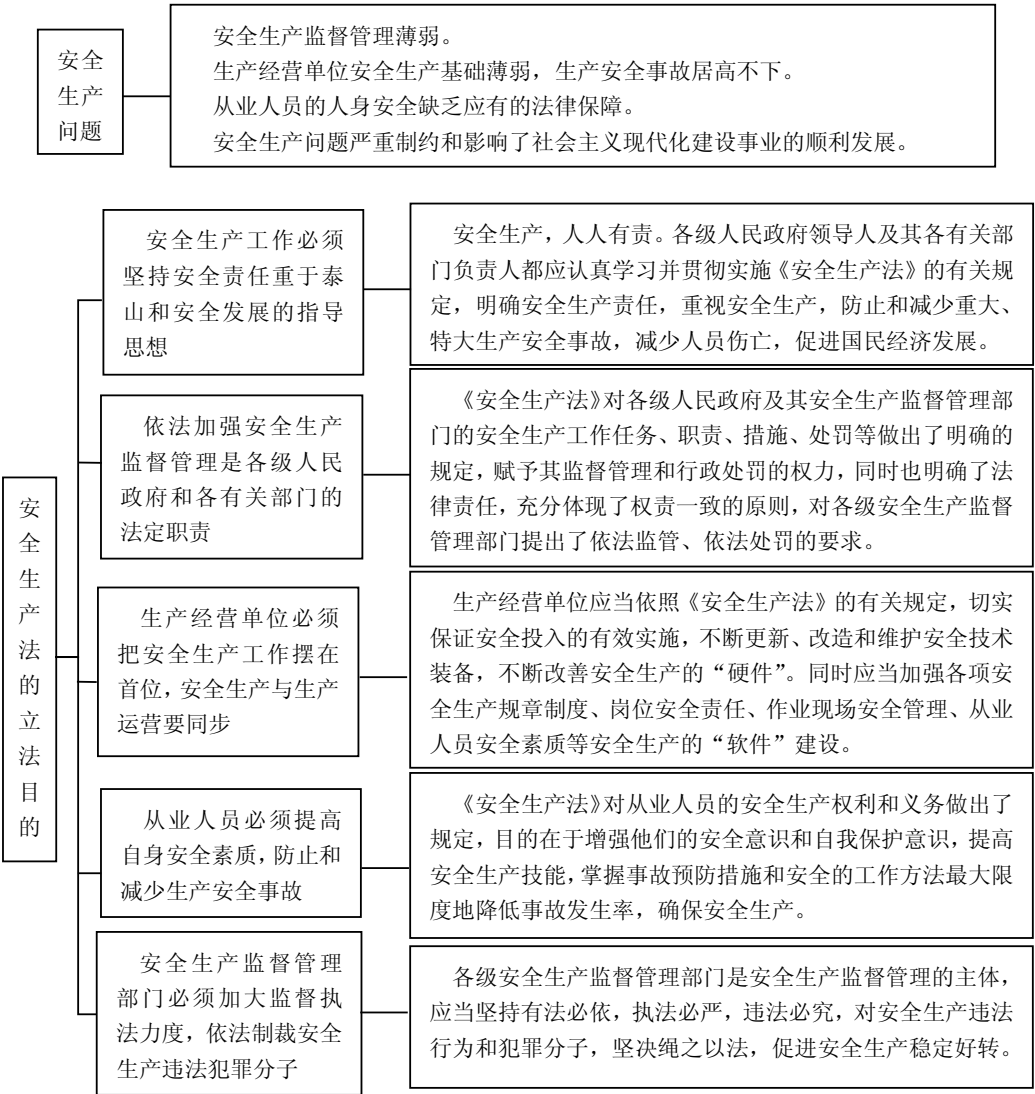 安全
生产
问题
安全生产监督管理薄弱。
生产经营单位安全生产基础薄弱，生产安全事故居高不下。
从业人员的人身安全缺乏应有的法律保障。
安全生产问题严重制约和影响了社会主义现代化建设事业的顺利发展。
安
全
生
产
法
的
立
法
目
的
安全生产工作必须
坚持安全责任重于泰
山和安全发展的指导
思想
安全生产，人人有责。各级人民政府领导人及其各有关部
门负责人都应认真学习并贯彻实施《安全生产法》的有关规
定，明确安全生产责任，重视安全生产，防止和减少重大、
特大生产安全事故，减少人员伤亡，促进国民经济发展。
依法加强安全生产
监督管理是各级人民
政府和各有关部门的
法定职责
《安全生产法》对各级人民政府及其安全生产监督管理部
门的安全生产工作任务、职责、措施、处罚等做出了明确的
规定，赋予其监督管理和行政处罚的权力，同时也明确了法
律责任，充分体现了权责一致的原则，对各级安全生产监督
管理部门提出了依法监管、依法处罚的要求。
生产经营单位必须
把安全生产工作摆在
首位，安全生产与生产
运营要同步
生产经营单位应当依照《安全生产法》的有关规定，切实
保证安全投入的有效实施，不断更新、改造和维护安全技术
装备，不断改善安全生产的“硬件”。同时应当加强各项安
全生产规章制度、岗位安全责任、作业现场安全管理、从业
人员安全素质等安全生产的“软件”建设。
从业人员必须提高
自身安全素质，防止和
减少生产安全事故
《安全生产法》对从业人员的安全生产权利和义务做出了
规定，目的在于增强他们的安全意识和自我保护意识，提高
安全生产技能，掌握事故预防措施和安全的工作方法最大限
度地降低事故发生率，确保安全生产。
安全生产监督管理
部门必须加大监督执
法力度，依法制裁安全
生产违法犯罪分子
各级安全生产监督管理部门是安全生产监督管理的主体，
应当坚持有法必依，执法必严，违法必究，对安全生产违法
行为和犯罪分子，坚决绳之以法，促进安全生产稳定好转。